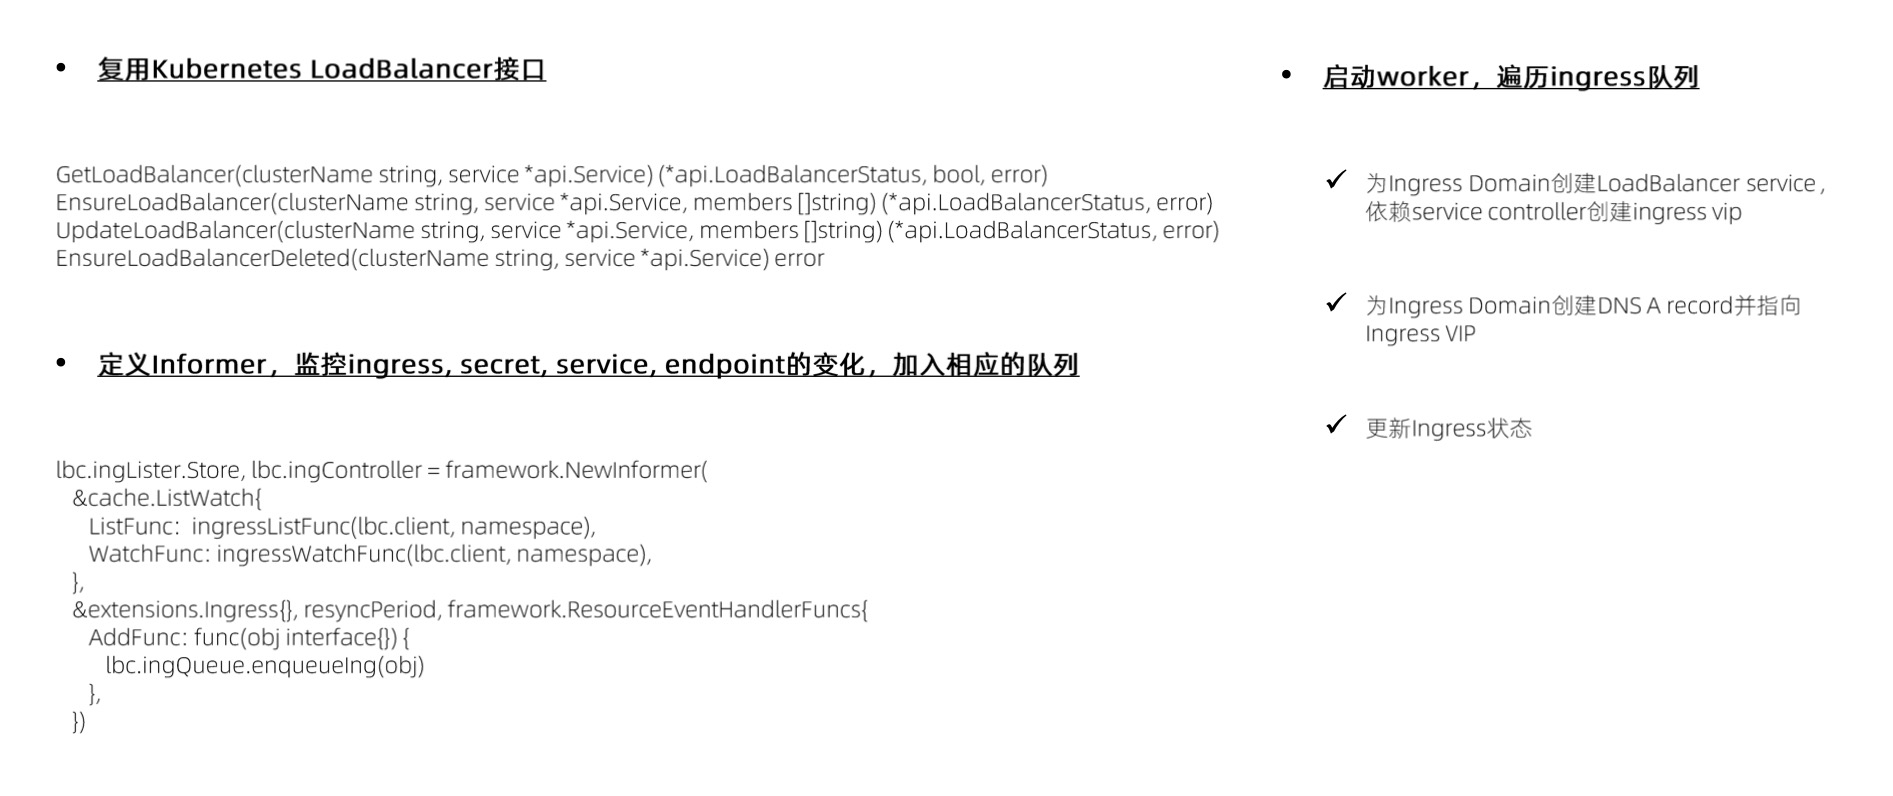 • 复用Kubernetes LoadBalancer接口
GetLoadBalancer(clusterName string, service *api.Service) (*api.LoadBalancerStatus, bool, error)
EnsureLoadBalancer(clusterName string, service *api.Service, members []string) (*api.LoadBalancerStatus, error)
UpdateLoadBalancer(clusterName string, service *api.Service, members []string) (*api.LoadBalancerStatus, error)
EnsureLoadBalancerDeleted(clusterName string, service *api.Service) error
• 定义Informer，监控ingress, secret, service, endpoint的变化，加入相应的队列
lbc.ingLister.Store, lbc.ingController = framework.NewInformer(
&cache.ListWatch{
ListFunc: ingressListFunc(lbc.client, namespace),
WatchFunc: ingressWatchFunc(lbc.client, namespace),
},
&extensions.Ingress{}, resyncPeriod, framework.ResourceEventHandlerFuncs{
AddFunc: func(obj interface{}) {
lbc.ingQueue.enqueueIng(obj)
},
})
• 启动worker，遍历ingress队列
✓ 为Ingress Domain创建LoadBalancer service，
依赖service controller创建ingress vip
✓ 为Ingress Domain创建DNS A record并指向
Ingress VIP
✓ 更新Ingress状态